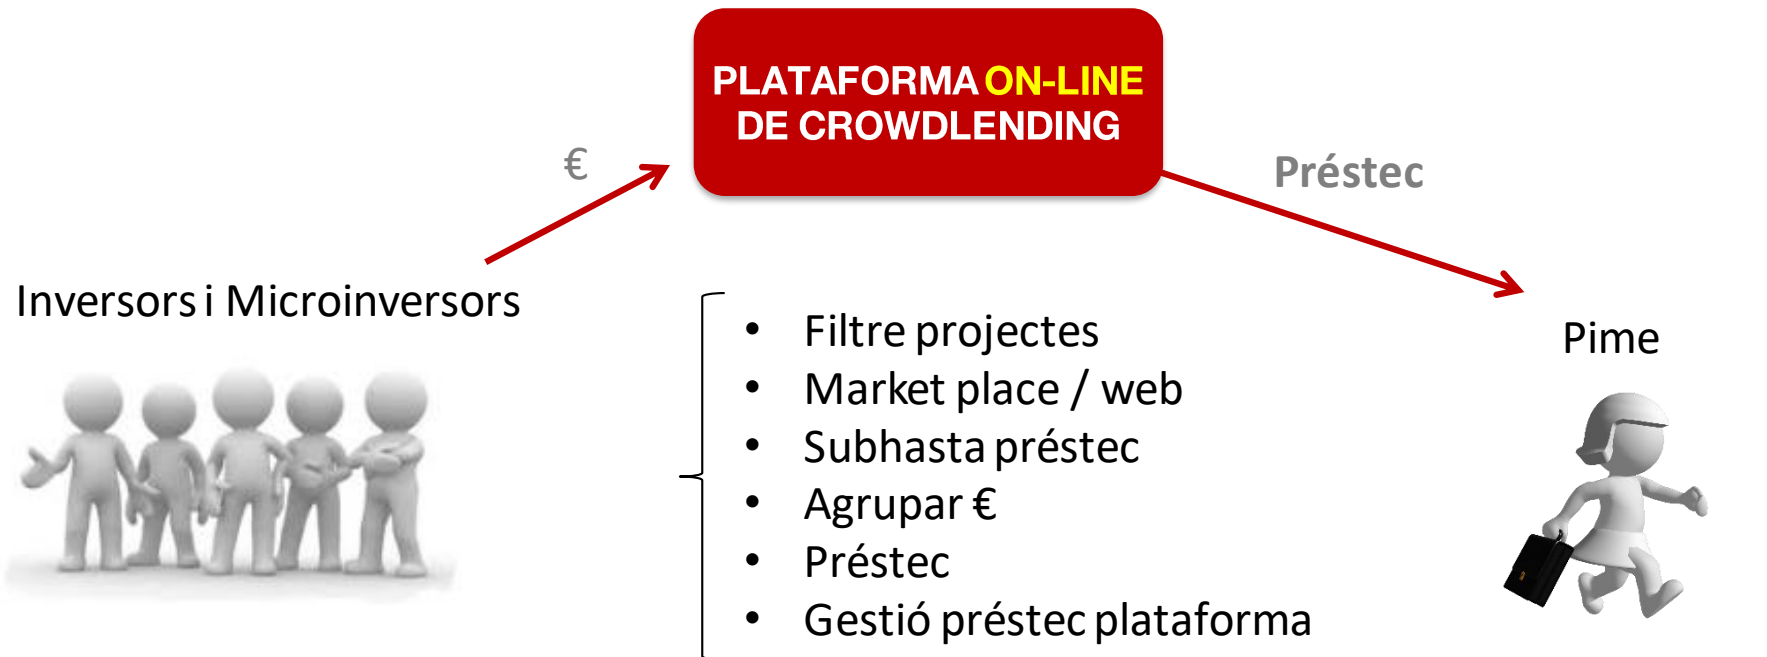 PLATAFORMA ON-LINE
DE CROWDLENDING
€
Préstec
Inversors i Microinversors
Pime
• Filtre projectes
• Market place / web
• Subhasta préstec
• Agrupar €
• Préstec
• Gestió préstec plataforma